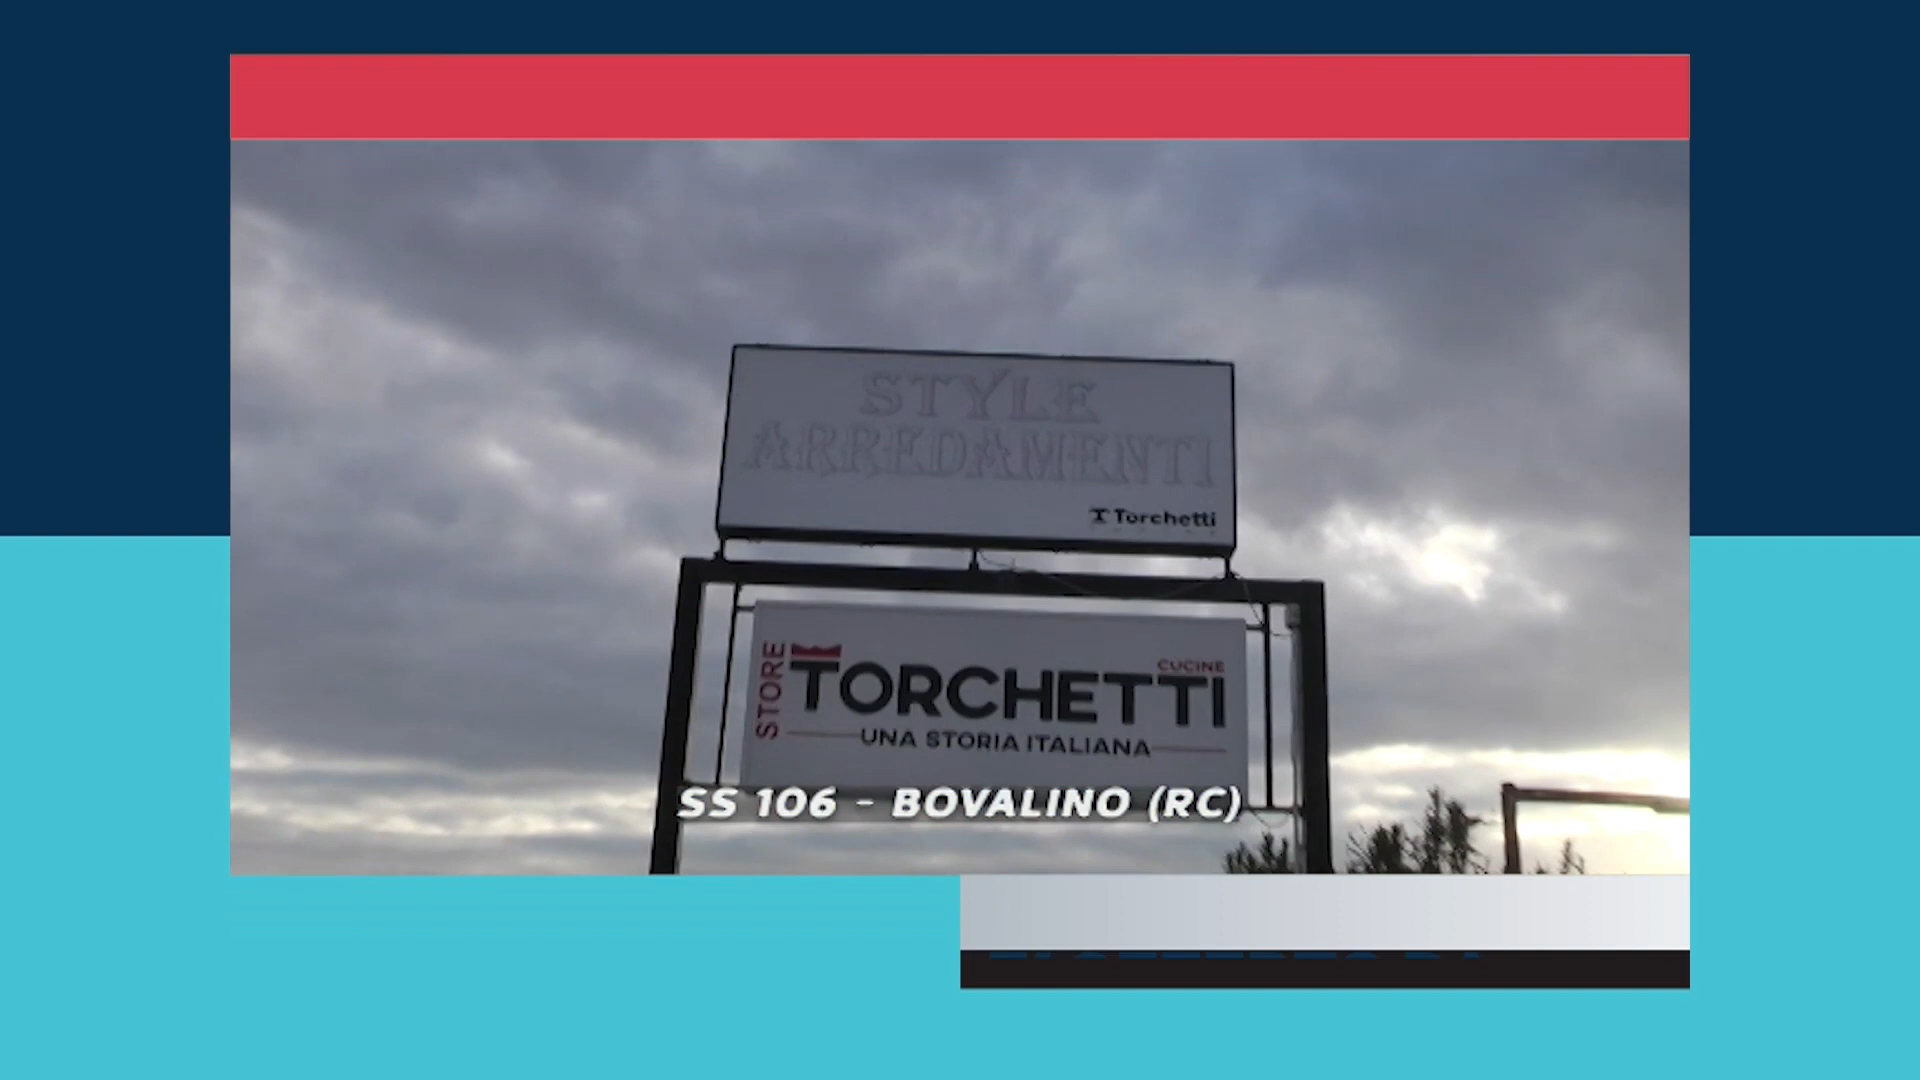 STYLE
ARREDAMENTI
Torchetti
STORE
CUCINE
TORCHETTI
UNA STORIA ITALIANA
SS 106 - BOVALINO (RC)